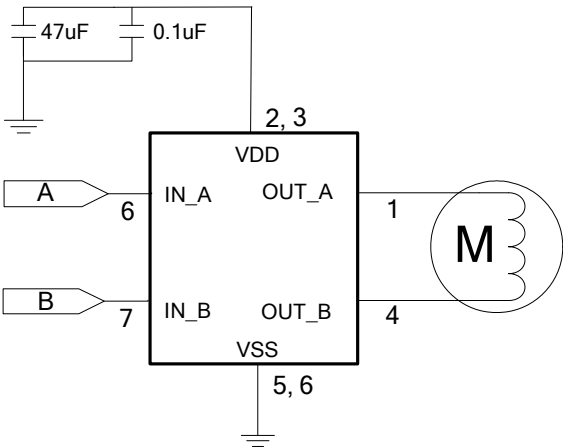 47uF 0.1uF
2, 3
VDD
A IN_A OUT_A
6 1
M
B IN_B OUT_B
7 4
VSS
5, 6